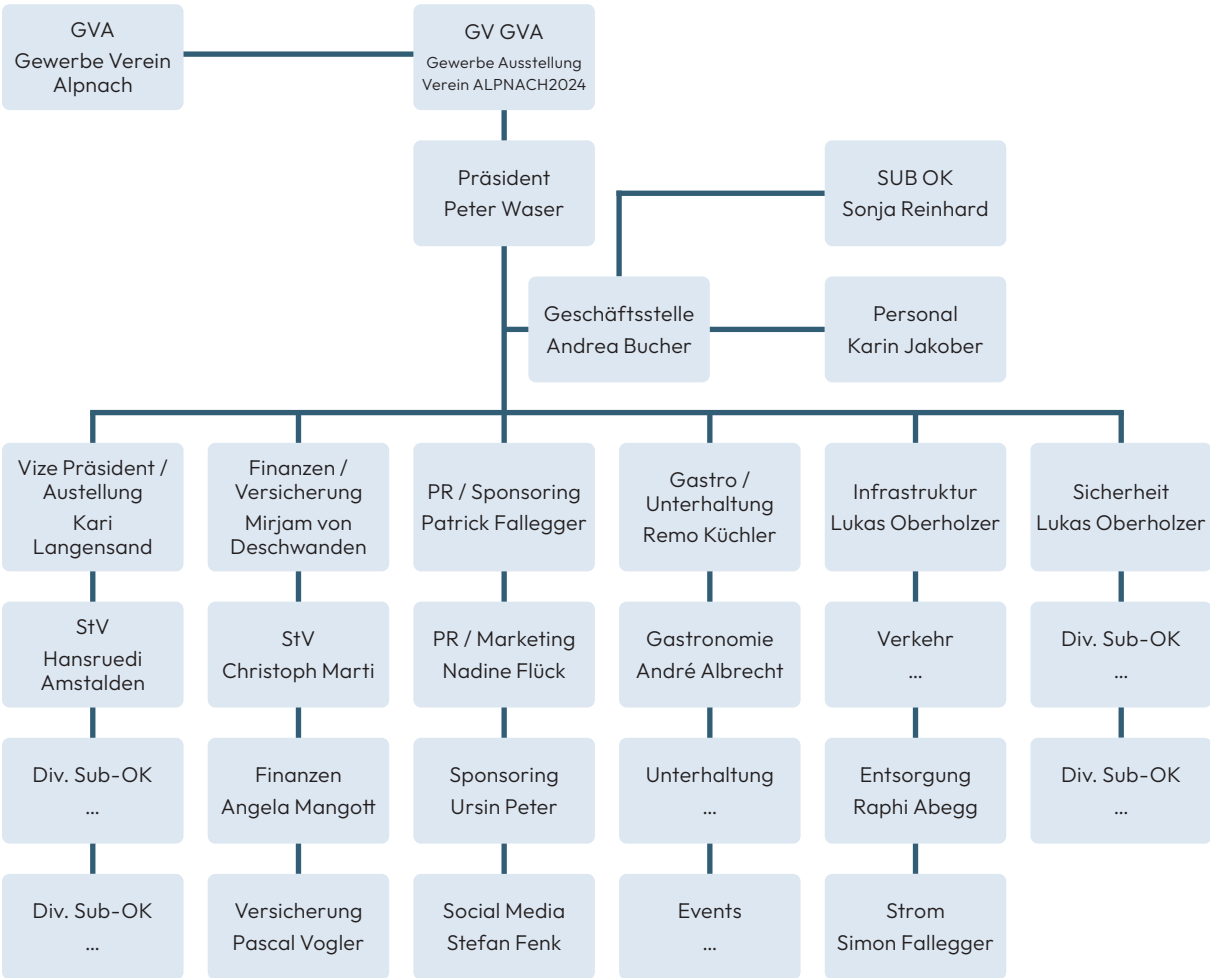 GVA
Gewerbe Verein
Alpnach
GV GVA
Gewerbe Ausstellung
Verein ALPNACH2024
Präsident
Peter Waser
SUB OK
Sonja Reinhard
Geschäftsstelle
Andrea Bucher
Personal
Karin Jakober
Vize Präsident /
Austellung
Kari
Langensand
Finanzen /
Versicherung
Mirjam von
Deschwanden
PR / Sponsoring
Patrick Fallegger
Gastro /
Unterhaltung
Remo Küchler
Infrastruktur
Lukas Oberholzer
Sicherheit
Lukas Oberholzer
StV
Hansruedi
Amstalden
StV
Christoph Marti
PR / Marketing
Nadine Flück
Gastronomie
André Albrecht
Verkehr
...
Div. Sub-OK
...
Div. Sub-OK
...
Finanzen
Angela Mangott
Sponsoring
Ursin Peter
Unterhaltung
...
Entsorgung
Raphi Abegg
Div. Sub-OK
...
Div. Sub-OK
...
Versicherung
Pascal Vogler
Social Media
Stefan Fenk
Events
...
Strom
Simon Fallegger